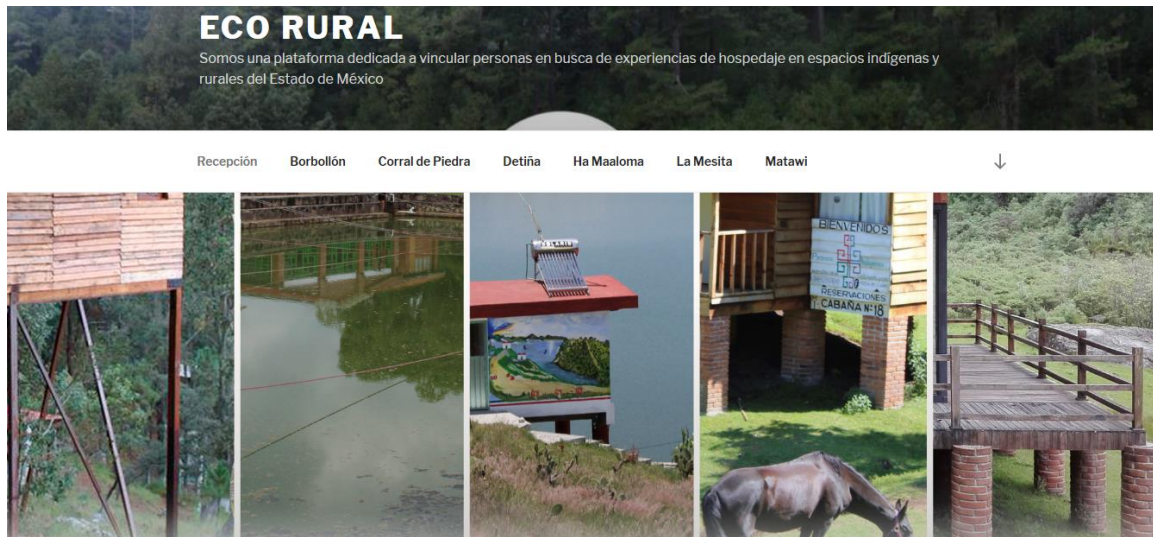 ECO RURAL
Somos una plataforma dedicada a vincular personas en busca de experiencias de hospedaje en espacios indígenas y
rurales del Estado de México
Recepción Borbollón Corral de Piedra Detiña Ha Maaloma La Mesita Matawi
BIENVENIDOS
RESERVACIONES
CABAÑA Nº 18